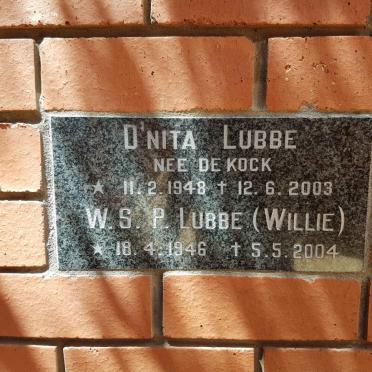 D'NITA LUBBE
NEE DE KOCK
★ 11.2.1948 ✝ 12.6.2003
W.S.P. LUBBE (WILLIE)
★ 18.4.1946 ✝ 5.5.2004